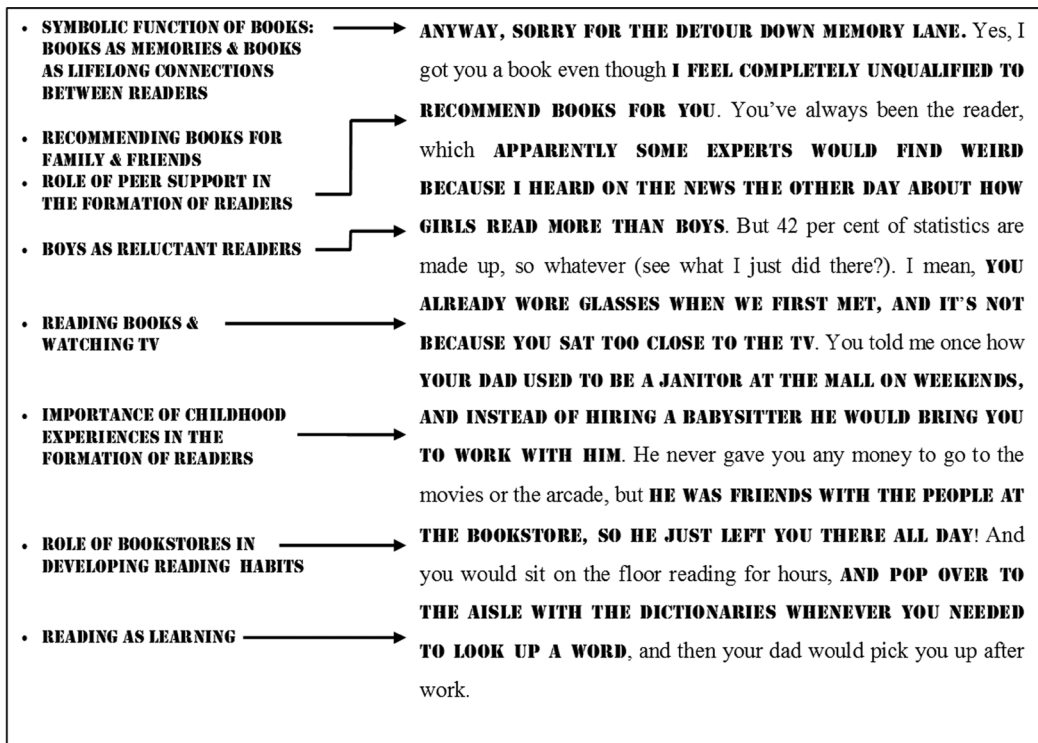 • SYMBOLIC FUNCTION OF BOOKS:
BOOKS AS MEMORIES & BOOKS
AS LIFELONG CONNECTIONS
BETWEEN READERS
• RECOMMENDING BOOKS FOR
FAMILY & FRIENDS
• ROLE OF PEER SUPPORT IN
THE FORMATION OF READERS
• BOYS AS RELUCTANT READERS
• READING BOOKS &
WATCHING TV
• IMPORTANCE OF CHILDHOOD
EXPERIENCES IN THE
FORMATION OF READERS
• ROLE OF BOOKSTORES IN
DEVELOPING READING HABITS
• READING AS LEARNING
ANYWAY, SORRY FOR THE DETOUR DOWN MEMORY LANE. Yes, I
got you a book even though I FEEL COMPLETELY UNQUALIFIED TO
RECOMMEND BOOKS FOR YOU. You’ve always been the reader,
which APPARENTLY SOME EXPERTS WOULD FIND WEIRD
BECAUSE I HEARD ON THE NEWS THE OTHER DAY ABOUT HOW
GIRLS READ MORE THAN BOYS. But 42 per cent of statistics are
made up, so whatever (see what I just did there?). I mean, YOU
ALREADY WORE GLASSES WHEN WE FIRST MET, AND IT’S NOT
BECAUSE YOU SAT TOO CLOSE TO THE TV. You told me once how
YOUR DAD USED TO BE A JANITOR AT THE MALL ON WEEKENDS,
AND INSTEAD OF HIRING A BABYSITTER HE WOULD BRING YOU
TO WORK WITH HIM. He never gave you any money to go to the
movies or the arcade, but HE WAS FRIENDS WITH THE PEOPLE AT
THE BOOKSTORE, SO HE JUST LEFT YOU THERE ALL DAY! And
you would sit on the floor reading for hours, AND POP OVER TO
THE AISLE WITH THE DICTIONARIES WHENEVER YOU NEEDED
TO LOOK UP A WORD, and then your dad would pick you up after
work.